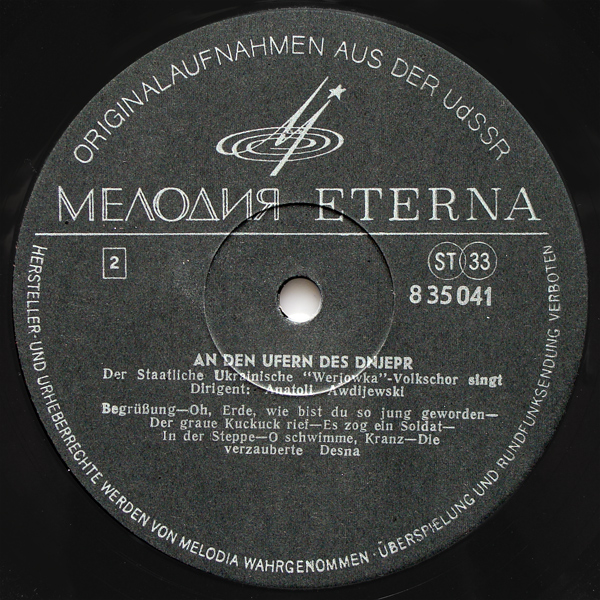 ORIGINALAUFNAHMEN AUS DER UdSSR
МЕЛОДИЯ ETERNA
2
ST 33
8 35 041
AN DEN UFERN DES DNJEPR
Der Staatliche Ukrainische "Werjowka"-Volkschor singt
Dirigent: Anatoli Awdijewski
Begrüßung—Oh, Erde, wie bist du so jung geworden—
Der graue Kuckuck rief—Es zog ein Soldat—
In der Steppe—O schwimme, Kranz—Die
verzauberte Desna
HERSTELLER- UND URHEBERRECHTE WERDEN VON MELODIA WAHRGENOMMEN · ÜBERSPIELUNG UND RUNDFUNKSENDUNG VERBOTEN